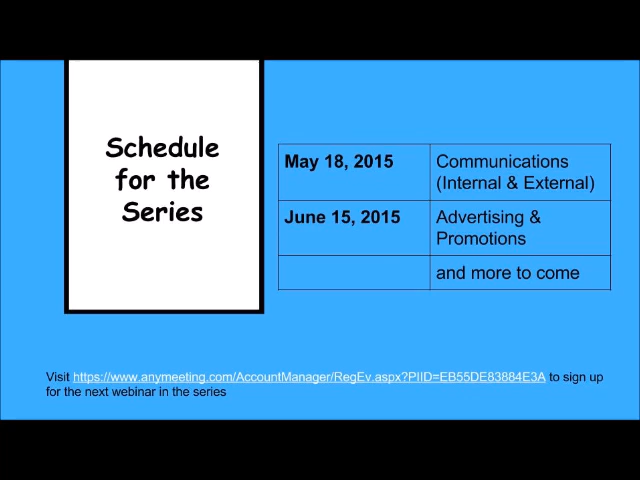 Schedule
for the
Series
May 18, 2015
Communications
(Internal & External)
June 15, 2015
Advertising &
Promotions
and more to come
Visit https://www.anymeeting.com/AccountManager/RegEv.aspx?PIID=EB55DE83884E3A to sign up
for the next webinar in the series